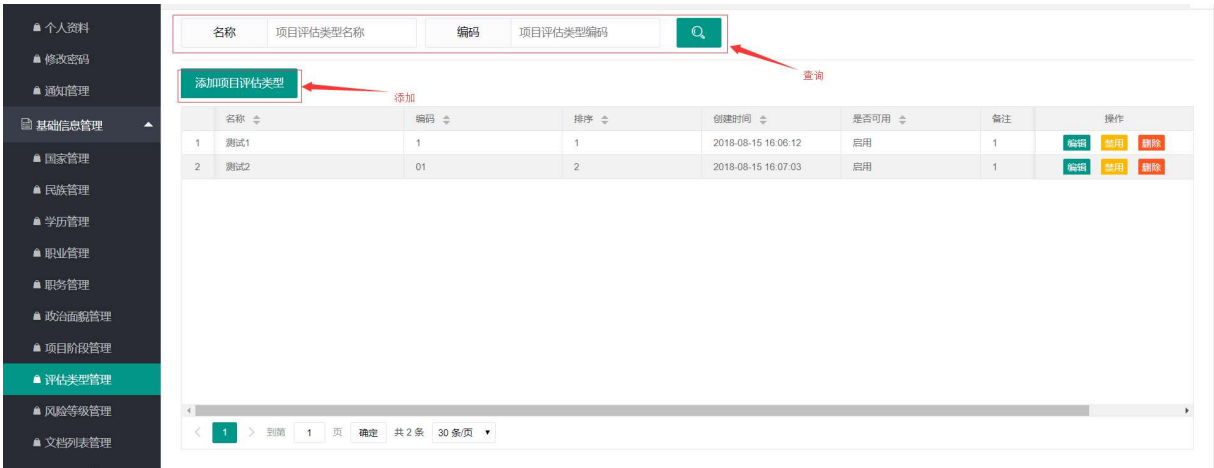 个人资料
修改密码
通知管理
基础信息管理
国家管理
民族管理
学历管理
职业管理
职务管理
政治面貌管理
项目阶段管理
评估类型管理
风险等级管理
文档列表管理
名称 项目评估类型名称 编码 项目评估类型编码
查询
添加项目评估类型
添加
名称 编码 排序 创建时间 是否可用 备注 操作
1 测试1 1 1 2018-08-15 16:06:12 启用 1 编辑 禁用 删除
2 测试2 01 2 2018-08-15 16:07:03 启用 1 编辑 禁用 删除
1 到第 1 页 确定 共 2 条 30 条/页